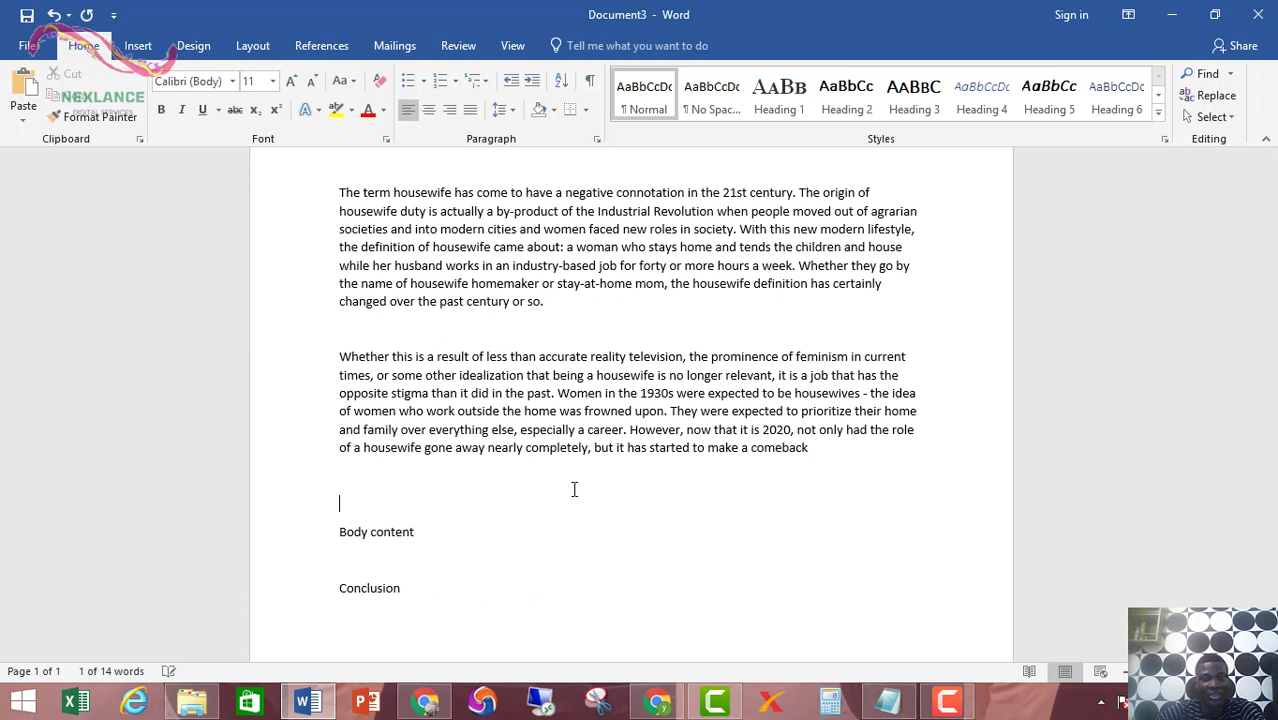 Document3 - Word
Sign in
File
Home
Insert
Design
Layout
References
Mailings
Review
View
Tell me what you want to do
Share
Cut
Calibri (Body)
11
Aa
Paste
NEXLANCE
DIGITAL SERVICES
Format Painter
Clipboard
Font
Paragraph
AaBbCcDc
¶ Normal
AaBbCcDc
¶ No Spac...
AaBb
Heading 1
AaBbCc
Heading 2
AaBbC
Heading 3
AaBbCcDc
Heading 4
AaBbCc
Heading 5
AaBbCcDc
Heading 6
Styles
Find
Replace
Select
Editing
The term housewife has come to have a negative connotation in the 21st century. The origin of
housewife duty is actually a by-product of the Industrial Revolution when people moved out of agrarian
societies and into modern cities and women faced new roles in society. With this new modern lifestyle,
the definition of housewife came about: a woman who stays home and tends the children and house
while her husband works in an industry-based job for forty or more hours a week. Whether they go by
the name of housewife homemaker or stay-at-home mom, the housewife definition has certainly
changed over the past century or so.
Whether this is a result of less than accurate reality television, the prominence of feminism in current
times, or some other idealization that being a housewife is no longer relevant, it is a job that has the
opposite stigma than it did in the past. Women in the 1930s were expected to be housewives - the idea
of women who work outside the home was frowned upon. They were expected to prioritize their home
and family over everything else, especially a career. However, now that it is 2020, not only had the role
of a housewife gone away nearly completely, but it has started to make a comeback
Body content
Conclusion
Page 1 of 1
1 of 14 words